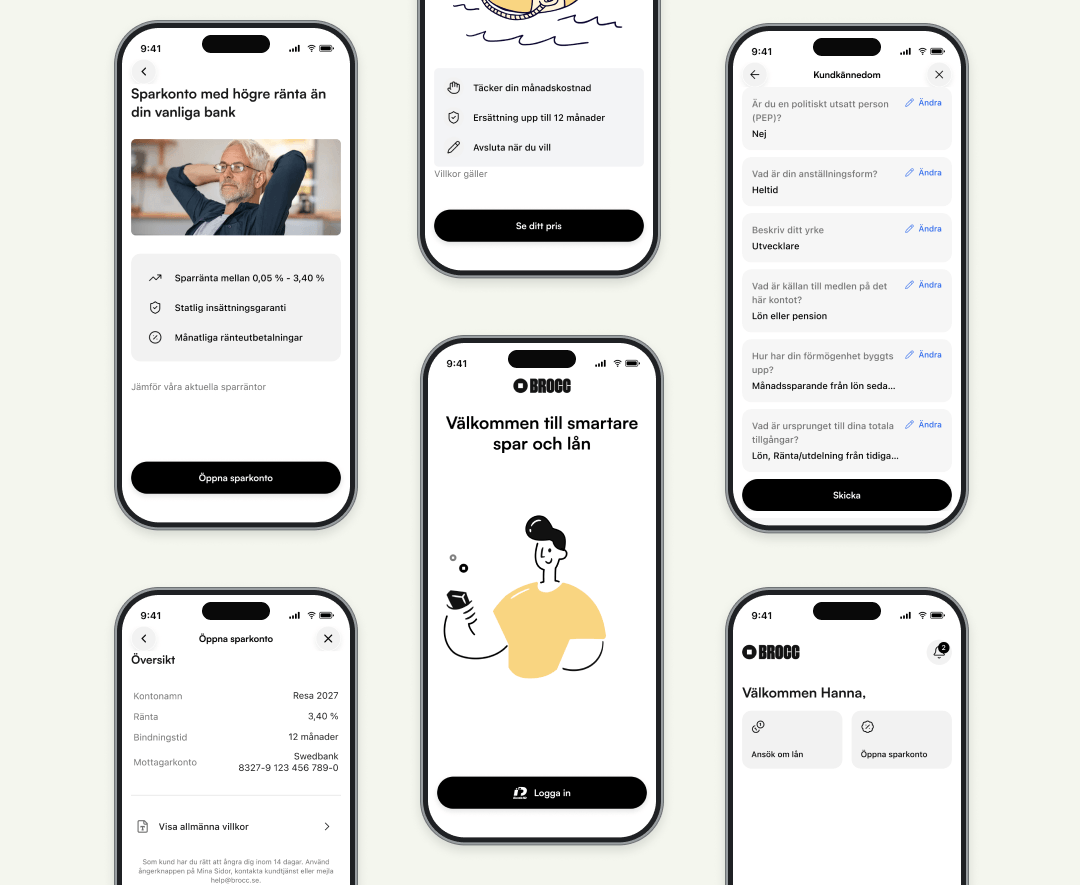 9:41
Sparkonto med högre ränta än
din vanliga bank
Sparränta mellan 0,05 % - 3,40 %
Statlig insättningsgaranti
Månatliga ränteutbetalningar
Jämför våra aktuella sparräntor
Öppna sparkonto
9:41
Öppna sparkonto
Översikt
Kontonamn Resa 2027
Ränta 3,40 %
Bindningstid 12 månader
Mottagarkonto Swedbank
8327-9 123 456 789-0
Visa allmänna villkor
Som kund har du rätt att ångra dig inom 14 dagar. Använd
ångerknappen på Mina Sidor, kontakta kundtjänst eller mejla
help@brocc.se.
Täcker din månadskostnad
Ersättning upp till 12 månader
Avsluta när du vill
Villkor gäller
Se ditt pris
9:41
BROCC
Välkommen till smartare
spar och lån
Logga in
9:41
Kundkännedom
Är du en politiskt utsatt person Ändra
(PEP)?
Nej
Vad är din anställningsform? Ändra
Heltid
Beskriv ditt yrke Ändra
Utvecklare
Vad är källan till medlen på det Ändra
här kontot?
Lön eller pension
Hur har din förmögenhet byggts Ändra
upp?
Månadssparande från lön seda...
Vad är ursprunget till dina totala Ändra
tillgångar?
Lön, Ränta/utdelning från tidiga...
Skicka
9:41
BROCC
2
Välkommen Hanna,
Ansök om lån
Öppna sparkonto